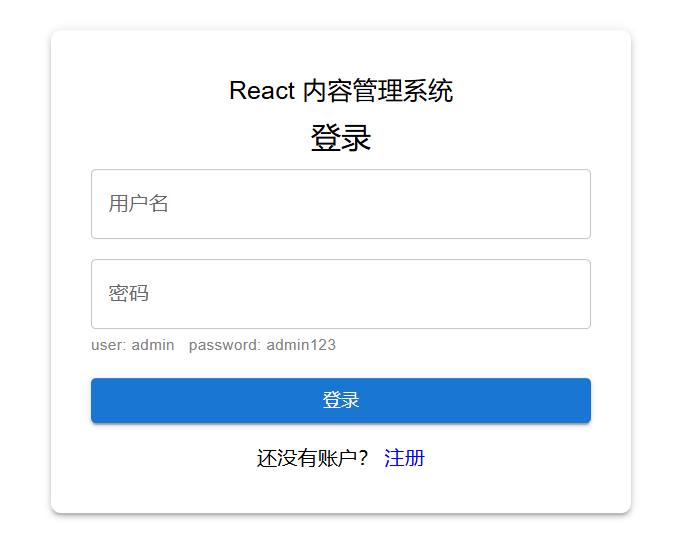 React 内容管理系统
登录
用户名
密码
user: admin   password: admin123
登录
还没有账户? 注册